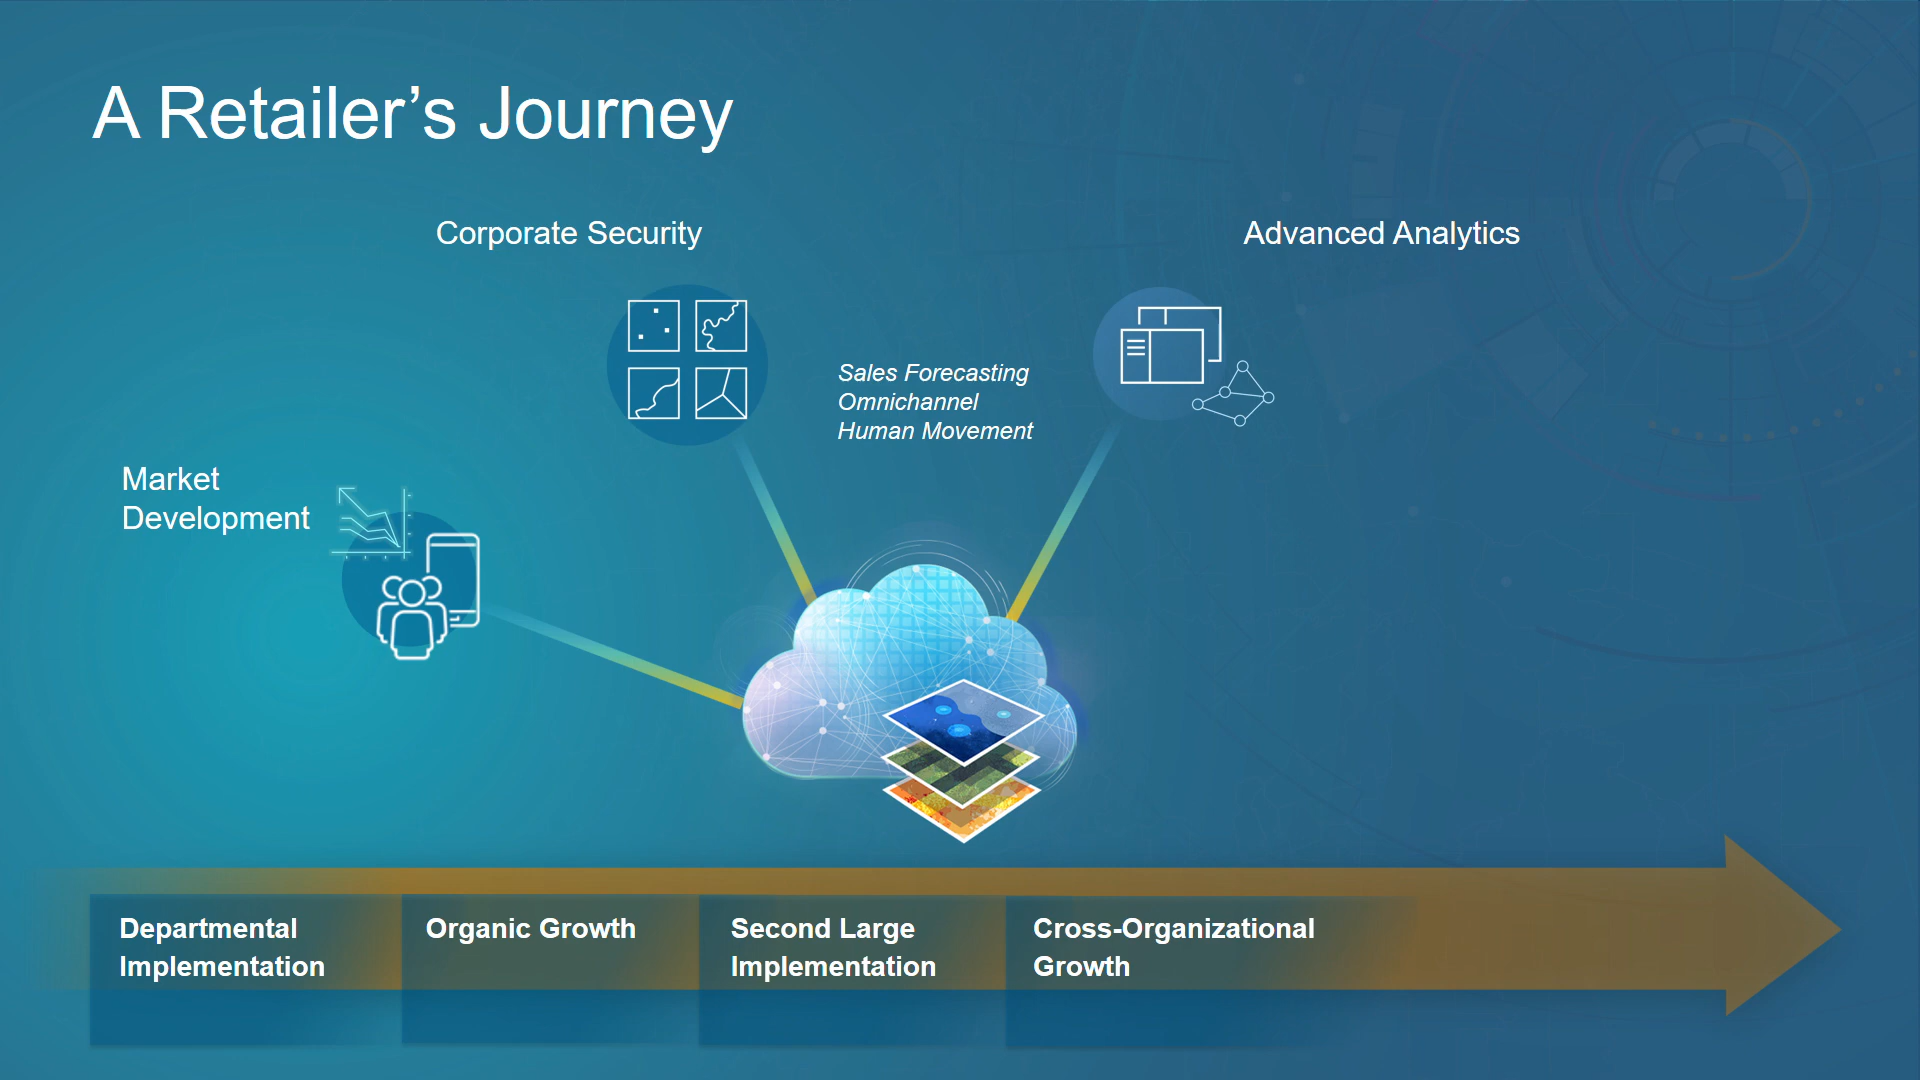 A Retailer’s Journey
Corporate Security
Advanced Analytics
Sales Forecasting
Omnichannel
Human Movement
Market
Development
Departmental
Implementation
Organic Growth
Second Large
Implementation
Cross-Organizational
Growth